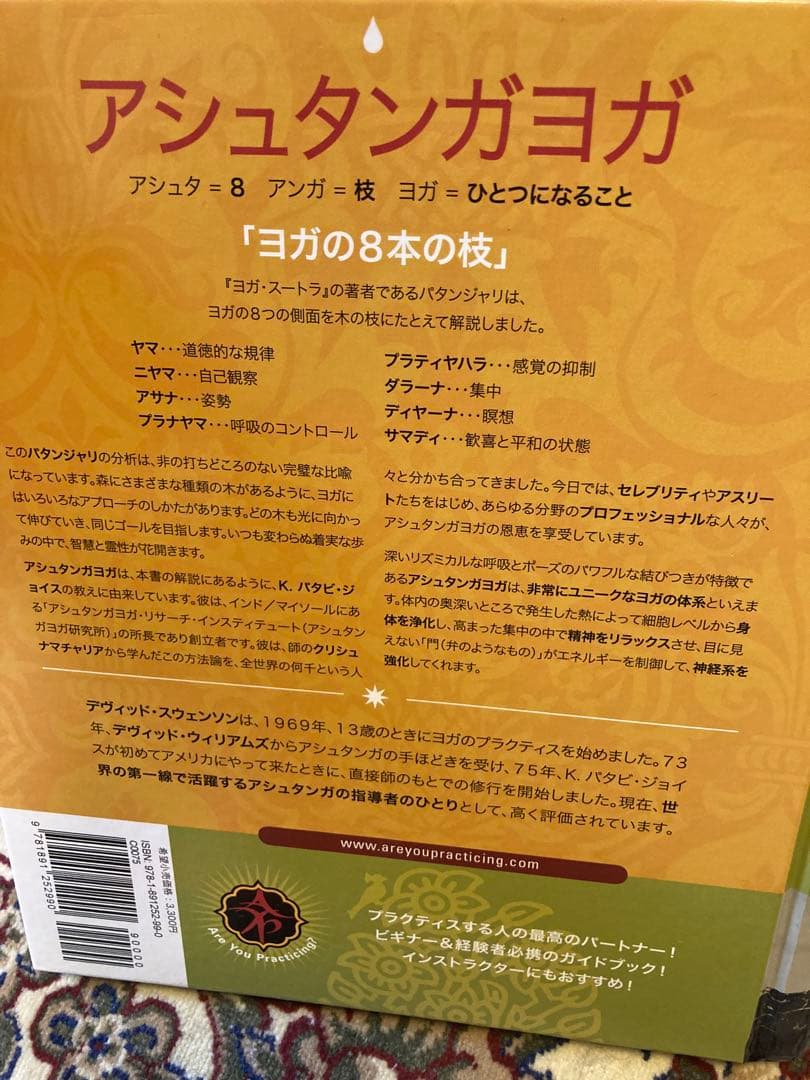 アシュタンガヨガ
アシュタ = 8　アンガ = 枝　ヨガ = ひとつになること
「ヨガの8本の枝」
『ヨガ・スートラ』の著者であるパタンジャリは、
ヨガの8つの側面を木の枝にたとえて解説しました。
ヤマ･･･道徳的な規律
ニヤマ･･･自己観察
アサナ･･･姿勢
プラナヤマ･･･呼吸のコントロール
プラティヤハラ･･･感覚の抑制
ダラーナ･･･集中
ディヤーナ･･･瞑想
サマディ･･･歓喜と平和の状態
このパタンジャリの分析は、非の打ちどころのない完璧な比喩
になっています。森にさまざまな種類の木があるように、ヨガに
はいろいろなアプローチのしかたがあります。どの木も光に向かっ
て伸びていき、同じゴールを目指します。いつも変わらぬ着実な歩
みの中で、智慧と霊性が花開きます。
アシュタンガヨガは、本書の解説にあるように、K. パタビ・ジ
ョイスの教えに由来しています。彼は、インド／マイソールにあ
る「アシュタンガヨガ・リサーチ・インスティテュート（アシュタン
ガヨガ研究所）」の所長であり創立者です。彼は、師のクリシュ
ナマチャリアから学んだこの方法論を、全世界の何千という人
々と分かち合ってきました。今日では、セレブリティやアスリー
トたちをはじめ、あらゆる分野のプロフェッショナルな人々が、
アシュタンガヨガの恩恵を享受しています。
深いリズミカルな呼吸とポーズのパワフルな結びつきが特徴で
あるアシュタンガヨガは、非常にユニークなヨガの体系といえま
す。体内の奥深いところで発生した熱によって細胞レベルから身
体を浄化し、高まった集中の中で精神をリラックスさせ、目に見
えない「門（弁のようなもの）」がエネルギーを制御して、神経系を
強化してくれます。
デヴィッド・スウェンソンは、1969年、13歳のときにヨガのプラクティスを始めました。73
年、デヴィッド・ウィリアムズからアシュタンガの手ほどきを受け、75年、K. パタビ・ジョイ
スが初めてアメリカにやって来たときに、直接師のもとでの修行を開始しました。現在、世
界の第一線で活躍するアシュタンガの指導者のひとりとして、高く評価されています。
www.areyoupracticing.com
希望小売価格：3,300円
ISBN: 978-1-891252-99-0
C0075
9 781891 252990
90000
Are You Practicing?
プラクティスする人の最高のパートナー！
ビギナー＆経験者必携のガイドブック！
インストラクターにもおすすめ！